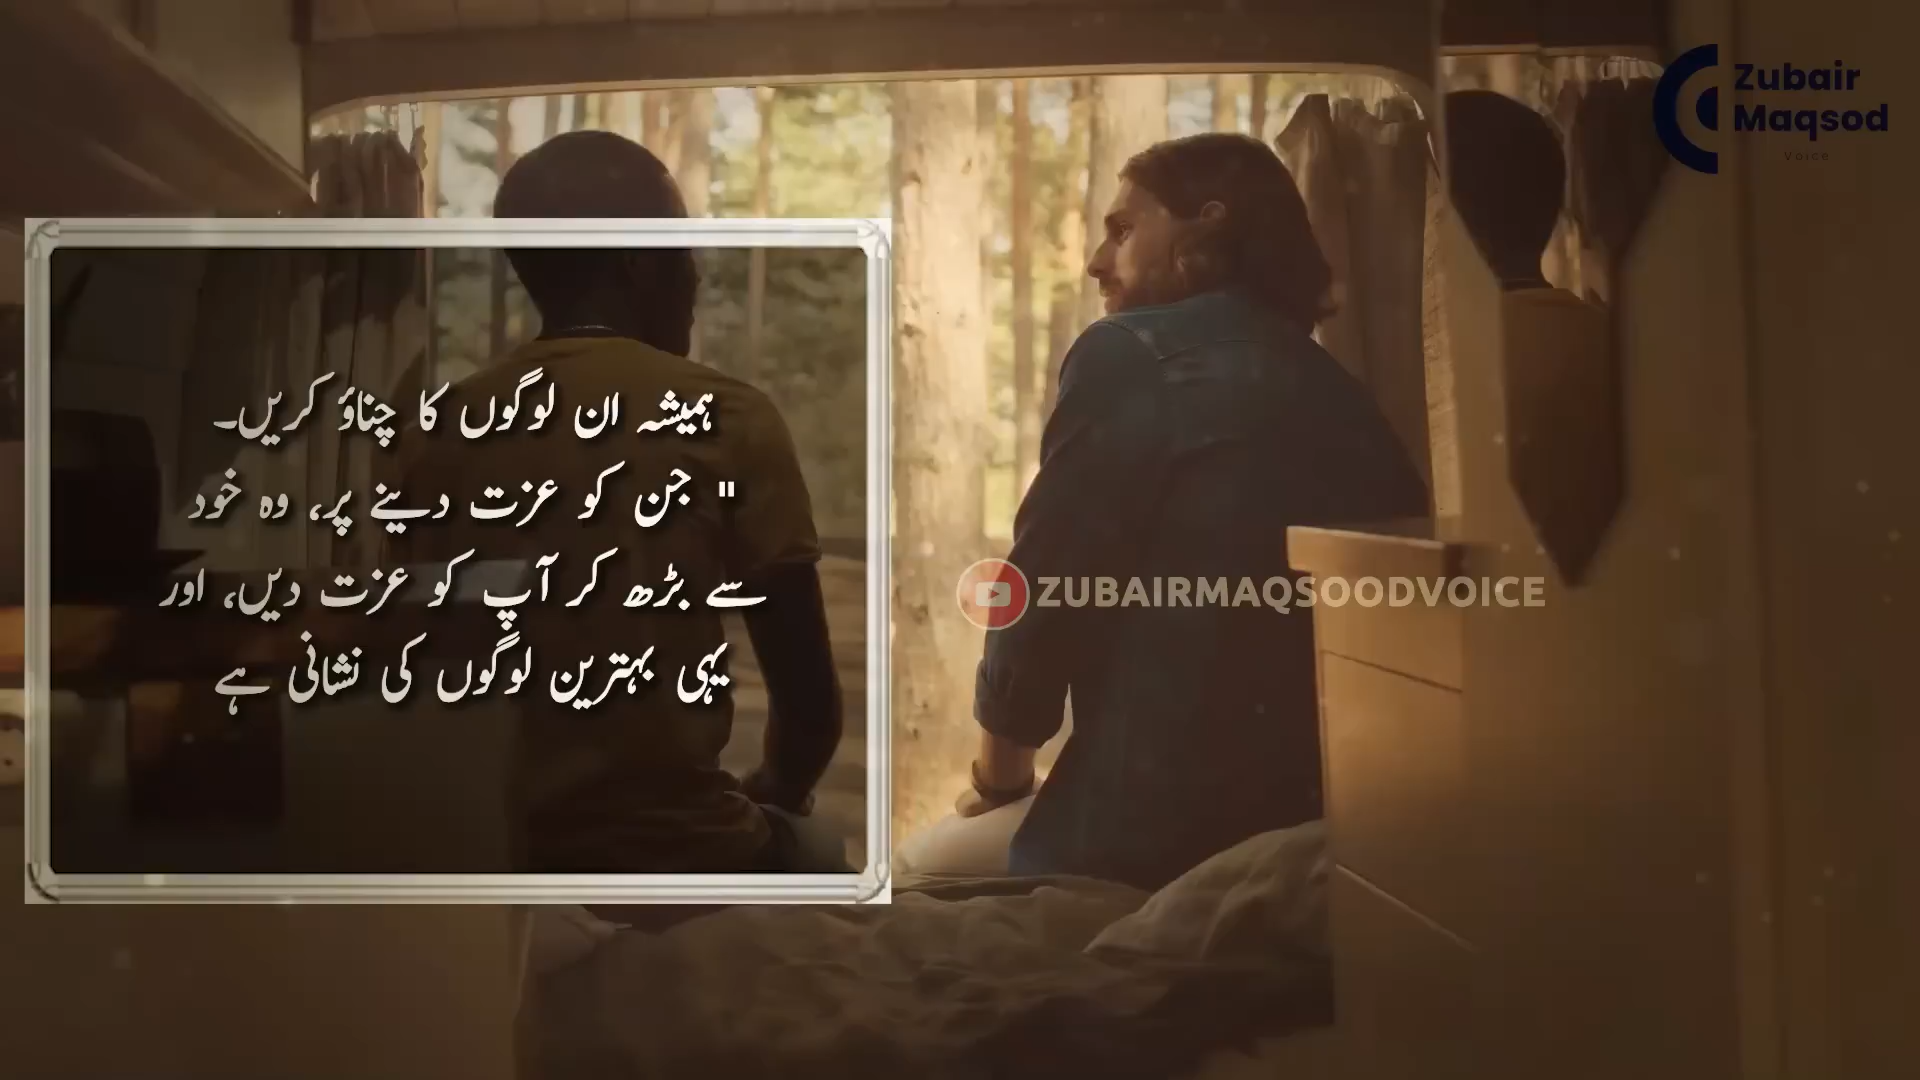 Zubair
Maqsod
Voice
ہمیشہ ان لوگوں کا چناؤ کریں۔
" جن کو عزت دینے پر، وہ خود
سے بڑھ کر آپ کو عزت دیں، اور
یہی بہترین لوگوں کی نشانی ہے
ZUBAIRMAQSOODVOICE